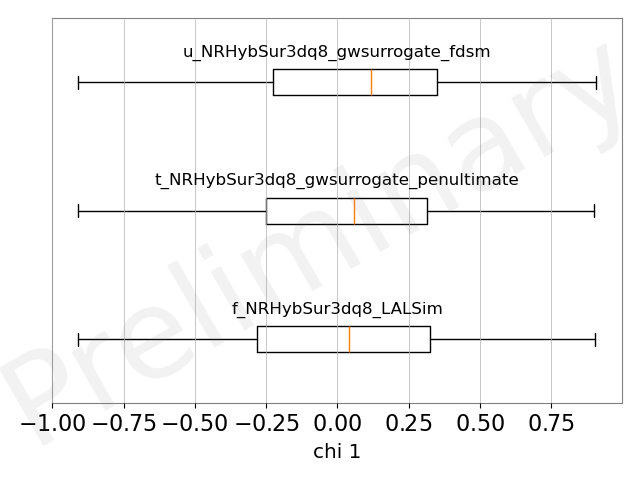 u_NRHybSur3dq8_gwsurrogate_fdsm
t_NRHybSur3dq8_gwsurrogate_penultimate
f_NRHybSur3dq8_LALSim
Preliminary
−1.00 −0.75 −0.50 −0.25 0.00 0.25 0.50 0.75
chi 1